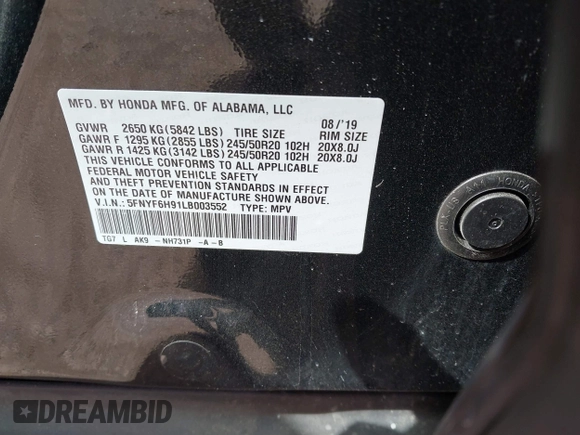 MFD. BY HONDA MFG. OF ALABAMA, LLC 08/'19
GVWR 2650 KG(5842 LBS) TIRE SIZE RIM SIZE
GAWR F 1295 KG(2855 LBS)245/50R20 102H 20X8.0J
GAWR R 1425 KG(3142 LBS)245/50R20 102H 20X8.0J
THIS VEHICLE CONFORMS TO ALL APPLICABLE
FEDERAL MOTOR VEHICLE SAFETY
AND THEFT PREVENTION STANDARDS IN EFFECT
ON THE DATE OF MANUFACTURE SHOWN ABOVE.
V.I.N.: 5FNYF6H91LB003552 TYPE: MPV
TG7 L AK9 -NH731P -A-B
HONDA
DREAMBID